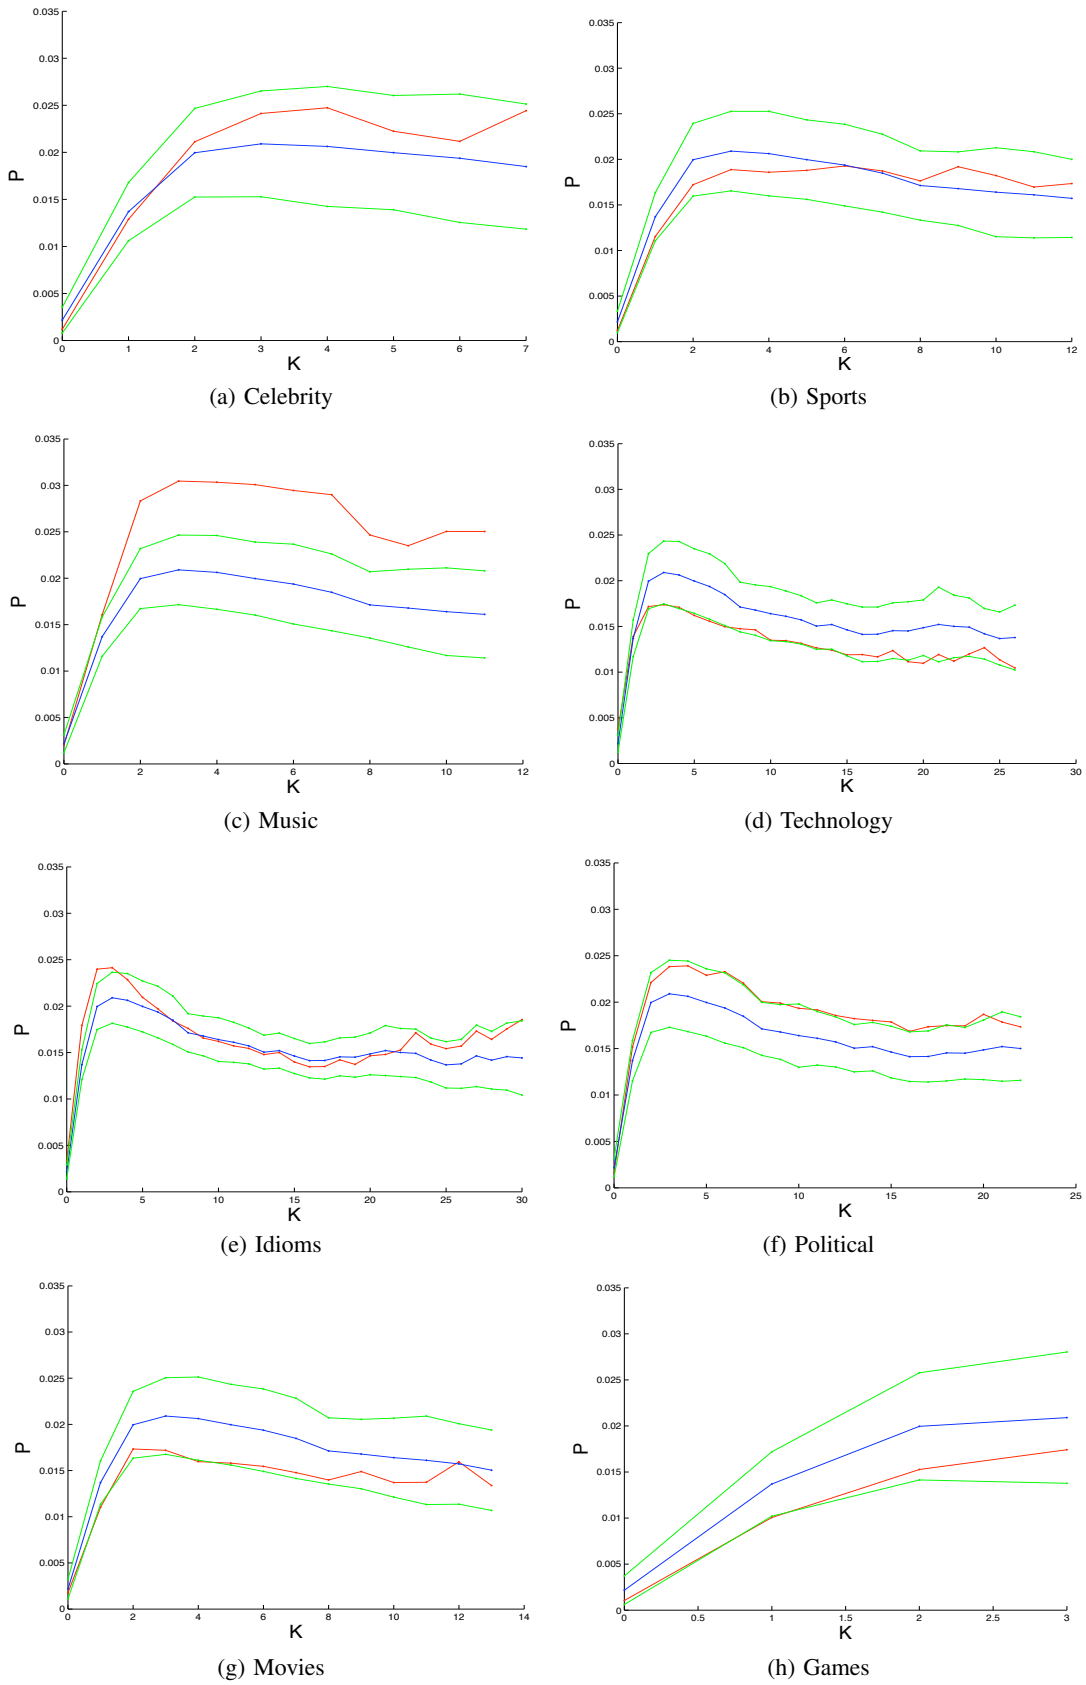 0.035
0.03
0.025
0.02
0.015
0.01
0.005
0
P
0 1 2 3 4 5 6 7
K
(a) Celebrity
0.035
0.03
0.025
0.02
0.015
0.01
0.005
0
P
0 2 4 6 8 10 12
K
(b) Sports
0.035
0.03
0.025
0.02
0.015
0.01
0.005
0
P
0 2 4 6 8 10 12
K
(c) Music
0.035
0.03
0.025
0.02
0.015
0.01
0.005
0
P
0 5 10 15 20 25 30
K
(d) Technology
0.035
0.03
0.025
0.02
0.015
0.01
0.005
0
P
0 5 10 15 20 25 30
K
(e) Idioms
0.035
0.03
0.025
0.02
0.015
0.01
0.005
0
P
0 5 10 15 20 25
K
(f) Political
0.035
0.03
0.025
0.02
0.015
0.01
0.005
0
P
0 2 4 6 8 10 12 14
K
(g) Movies
0.035
0.03
0.025
0.02
0.015
0.01
0.005
0
P
0 0.5 1 1.5 2 2.5 3
K
(h) Games